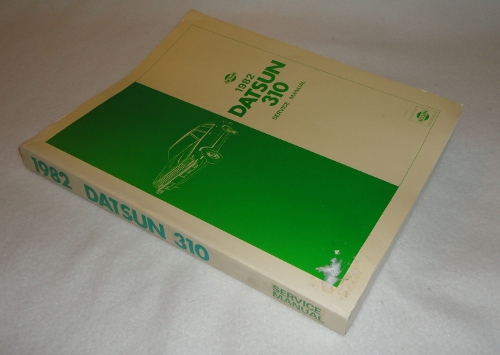 1982
DATSUN
310
SERVICE MANUAL
1982 DATSUN 310
SERVICE
MANUAL